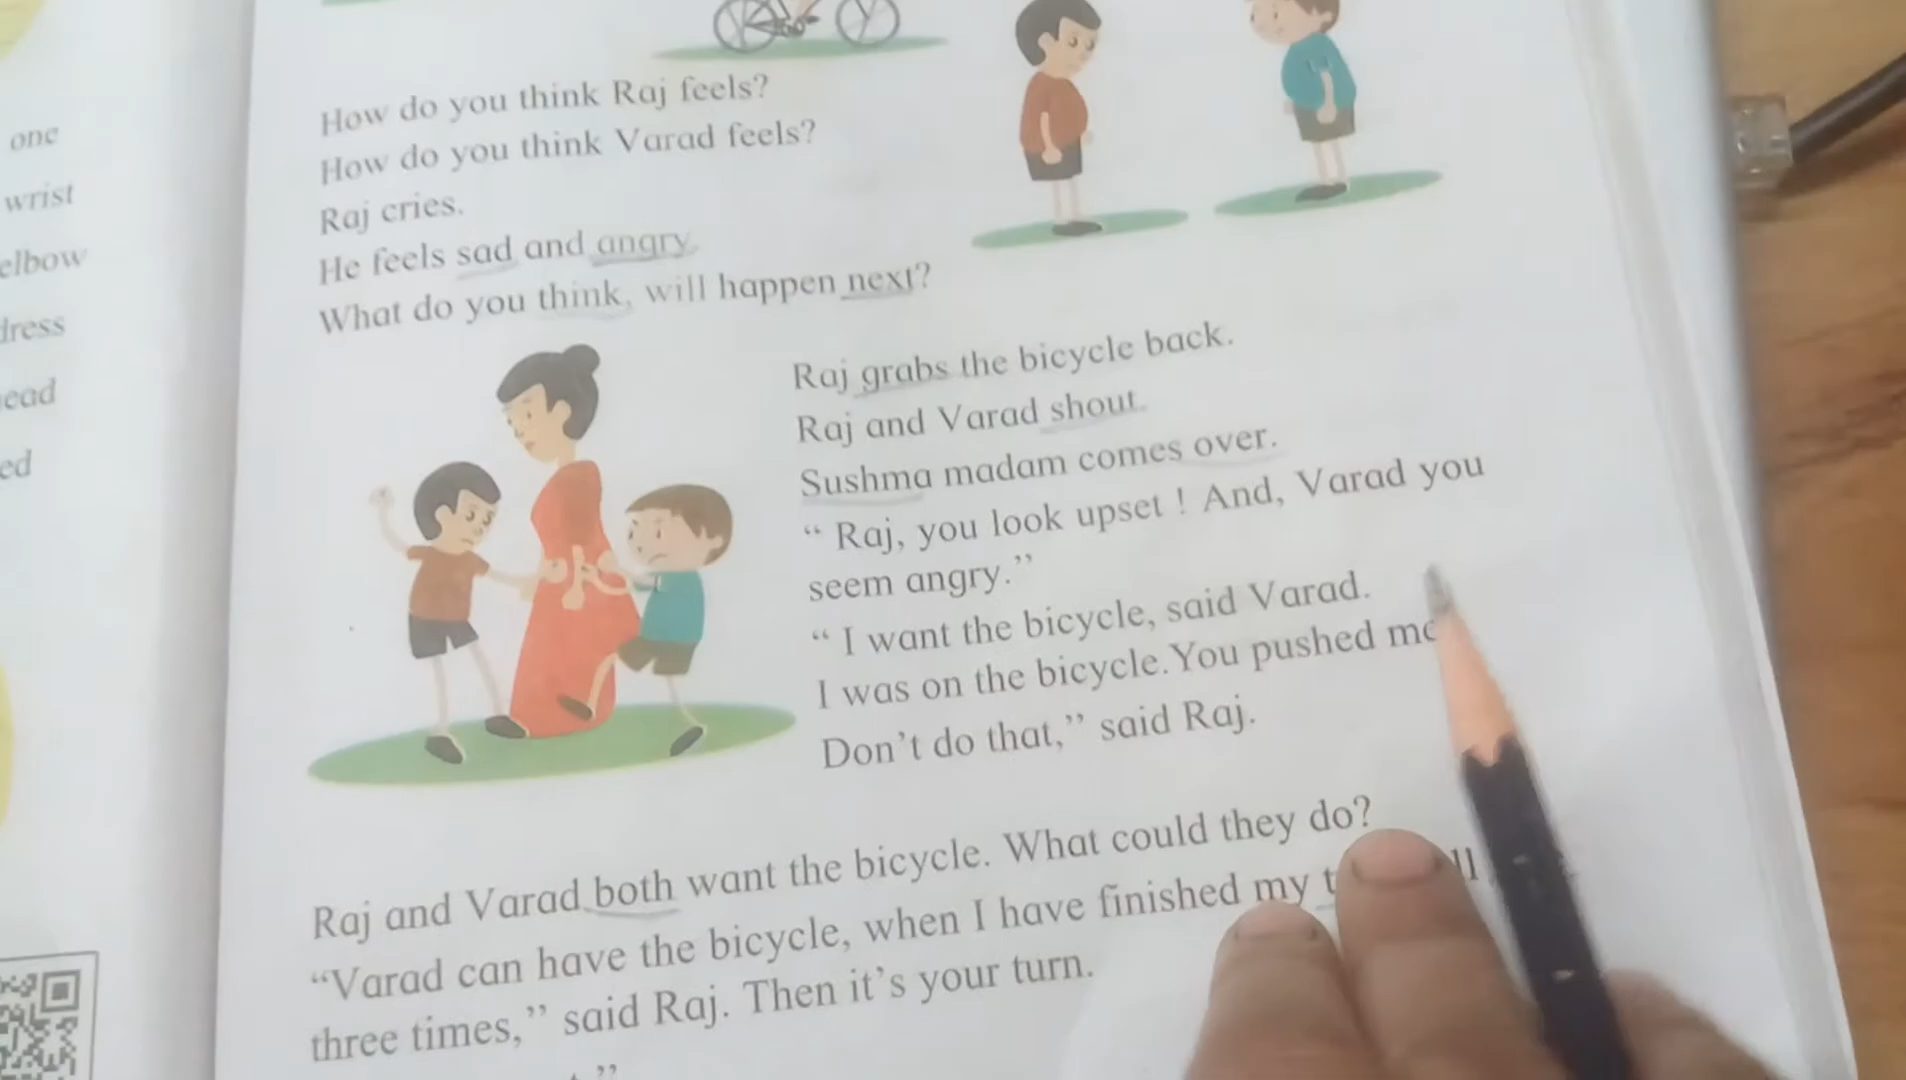 one
wrist
elbow
How do you think Raj feels?
How do you think Varad feels?
Raj cries.
He feels sad and angry.
What do you think, will happen next?
Raj grabs the bicycle back.
Raj and Varad shout.
Sushma madam comes over.
“ Raj, you look upset ! And, Varad you
seem angry.”
“ I want the bicycle, said Varad.
I was on the bicycle.You pushed me
Don’t do that,” said Raj.
Raj and Varad both want the bicycle. What could they do?
“Varad can have the bicycle, when I have finished my
three times,” said Raj. Then it’s your turn.